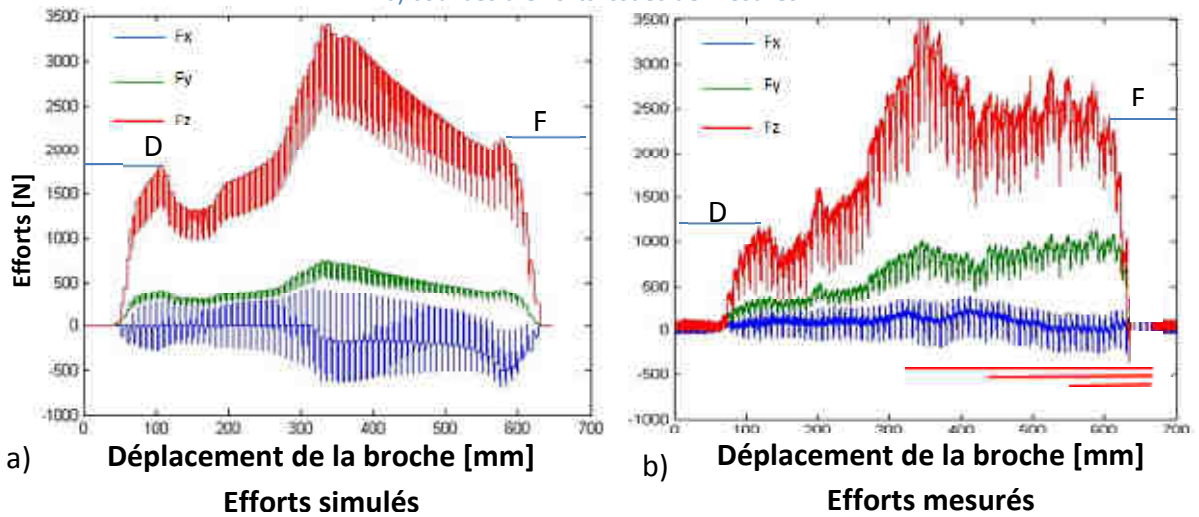 3500
3000
2500
2000
1500
1000
500
0
-500
-1000
0
100
200
300
400
500
600
700
Fx
Fy
Fz
D
F
Efforts [N]
a)
Déplacement de la broche [mm]
Efforts simulés
3500
3000
2500
2000
1500
1000
500
0
-500
-1000
100
200
300
400
500
600
700
Fx
Fy
Fz
D
F
b)
Déplacement de la broche [mm]
Efforts mesurés